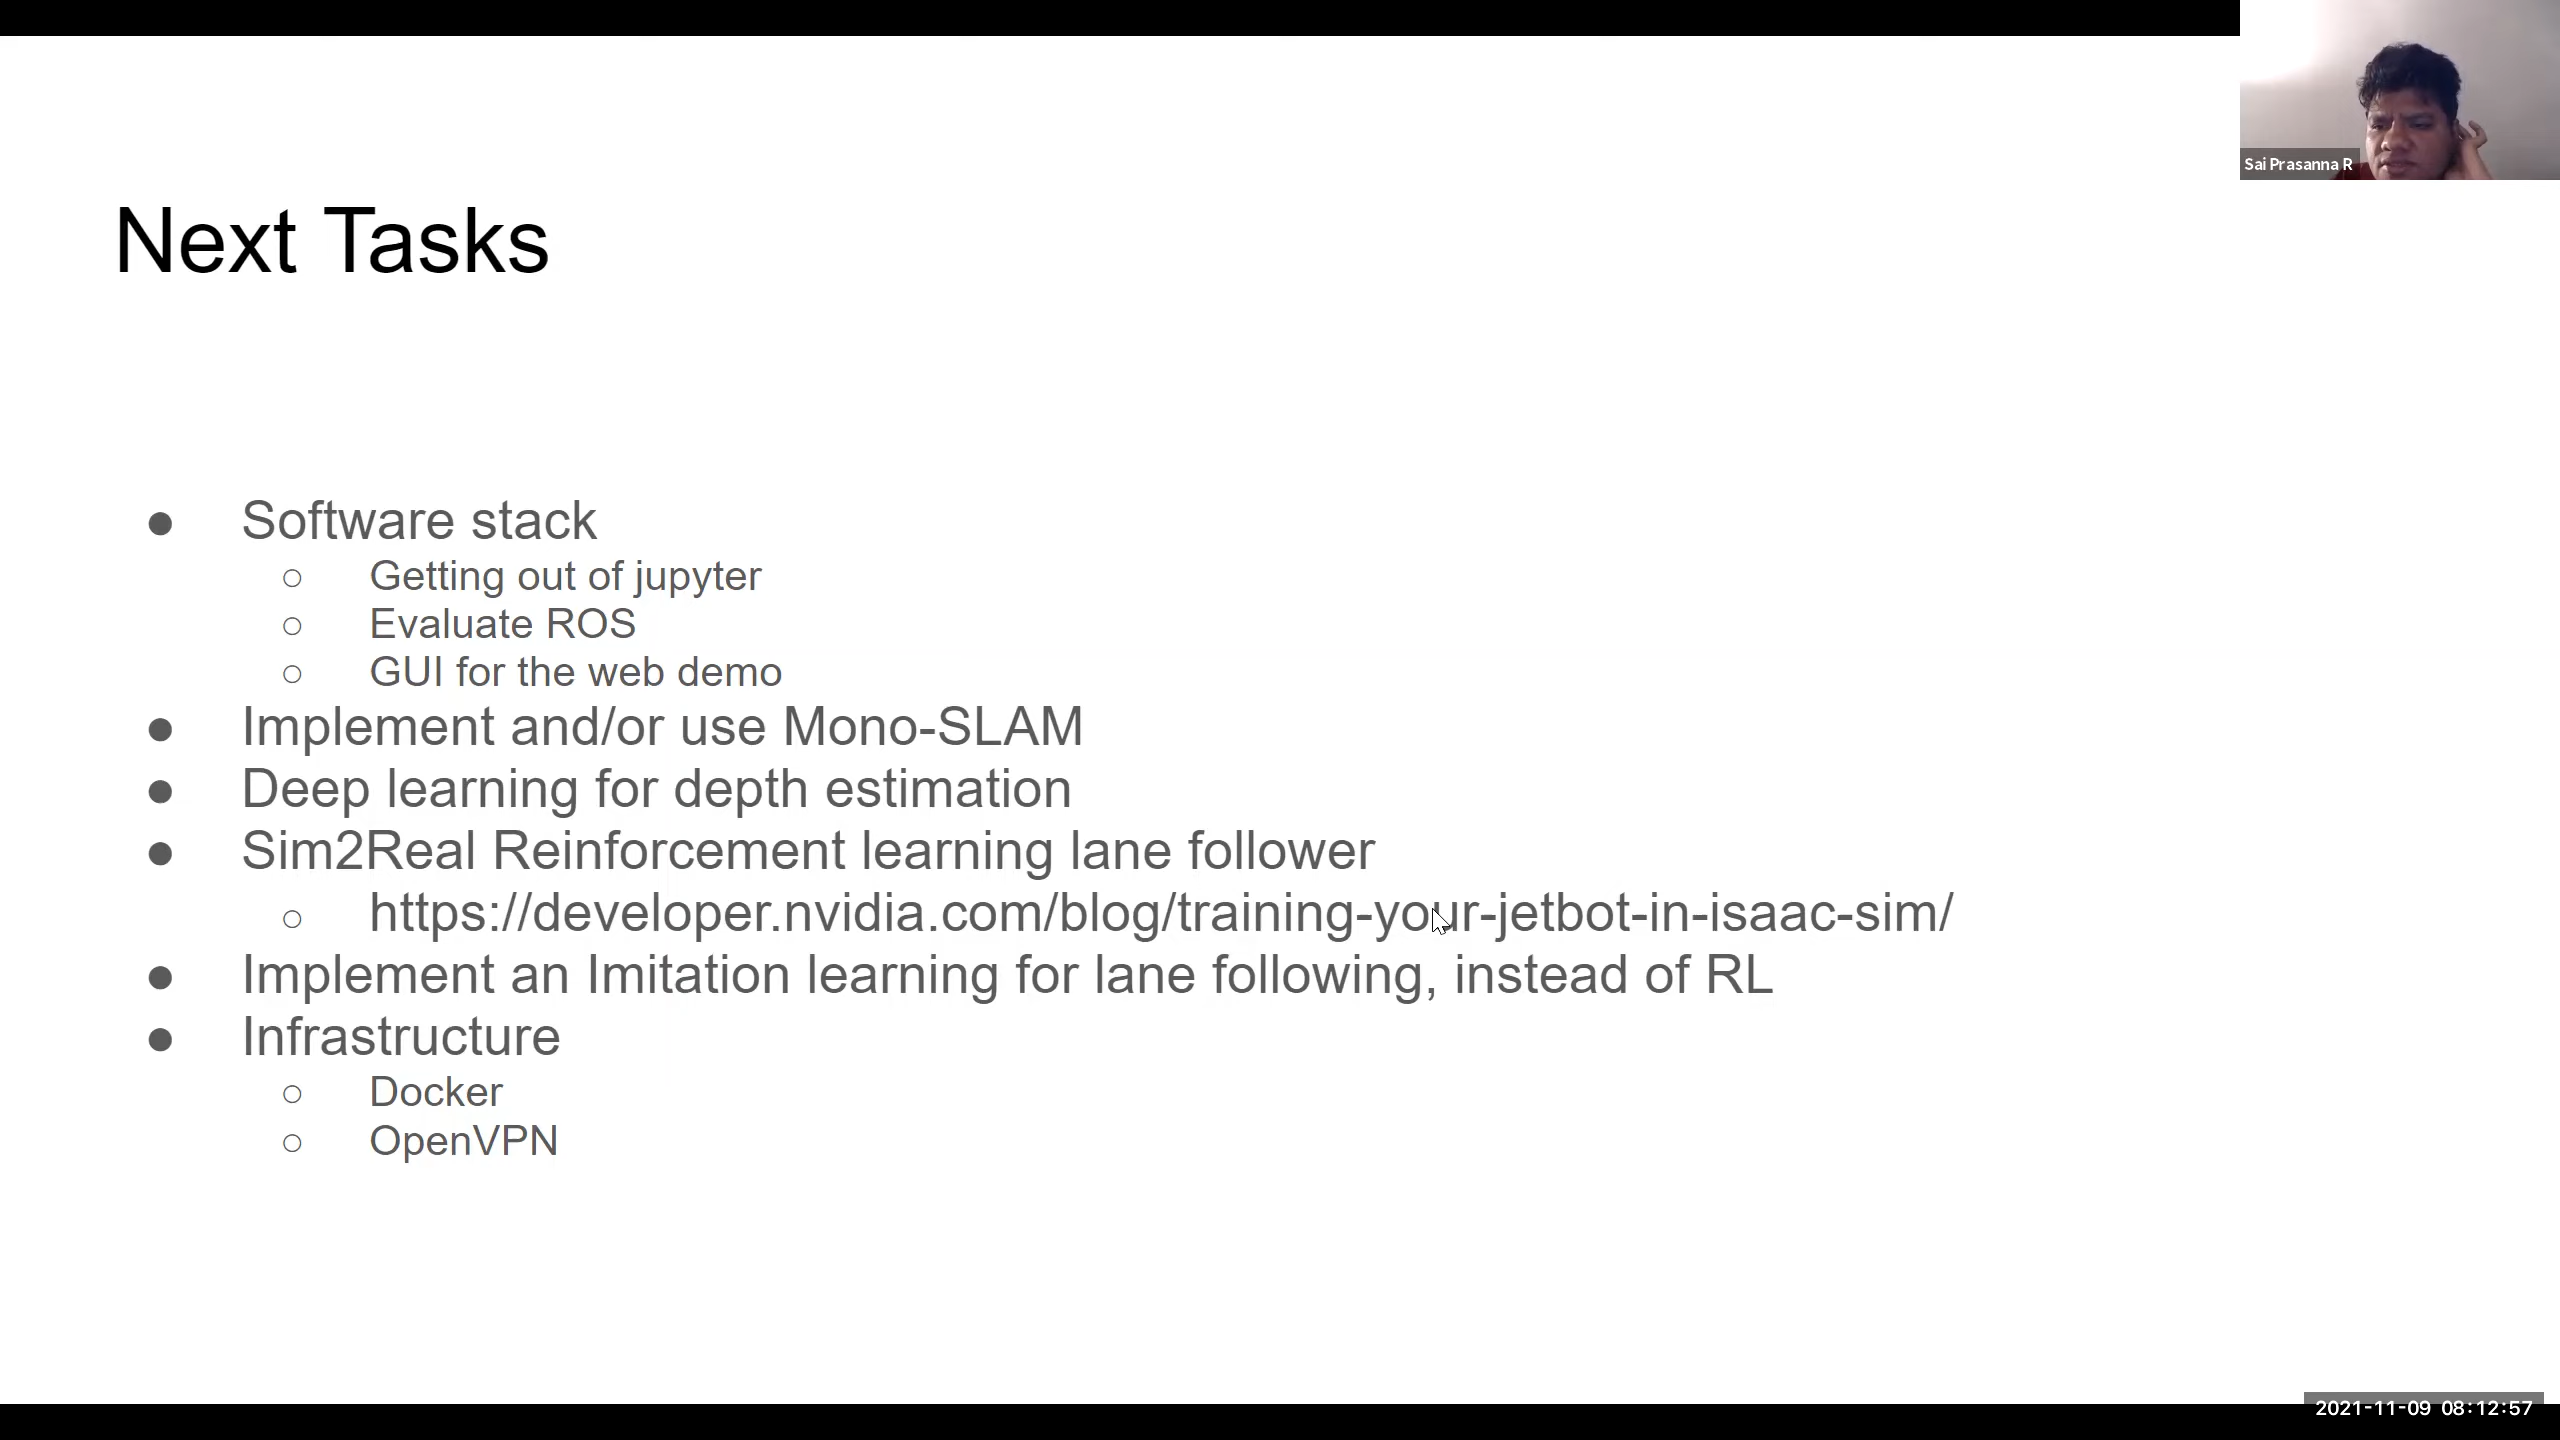 Sai Prasanna R
Next Tasks
● Software stack
○ Getting out of jupyter
○ Evaluate ROS
○ GUI for the web demo
● Implement and/or use Mono-SLAM
● Deep learning for depth estimation
● Sim2Real Reinforcement learning lane follower
○ https://developer.nvidia.com/blog/training-your-jetbot-in-isaac-sim/
● Implement an Imitation learning for lane following, instead of RL
● Infrastructure
○ Docker
○ OpenVPN
2021-11-09 08:12:57